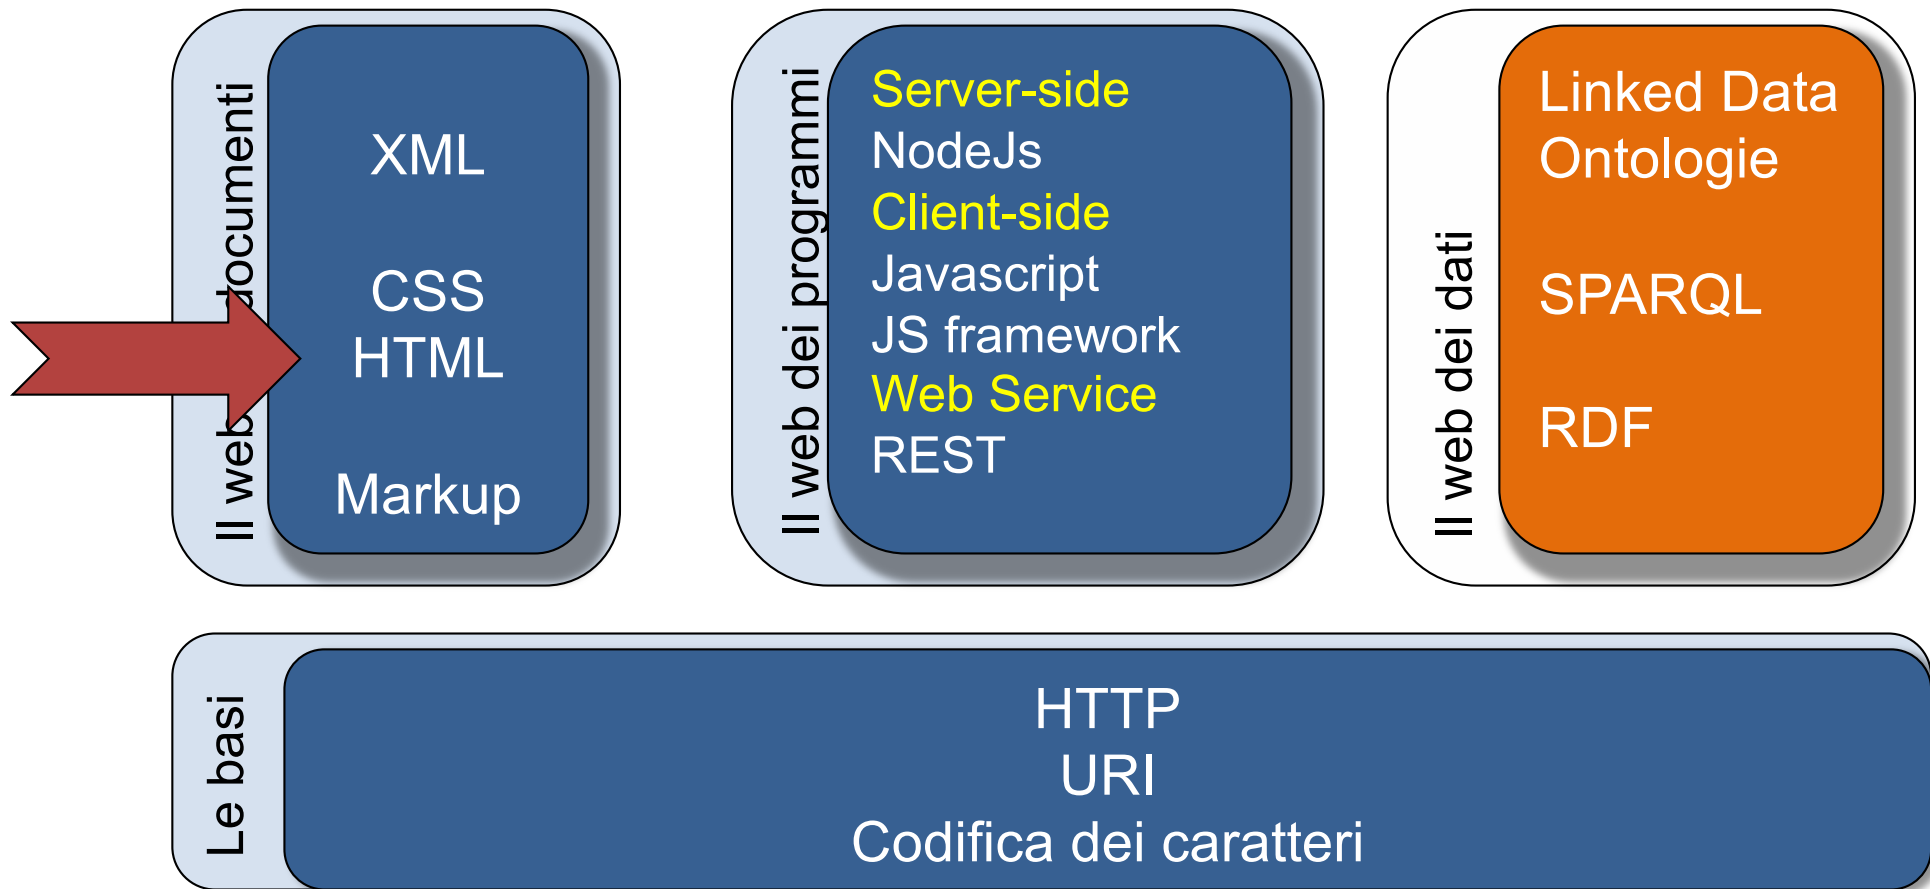 Il web documenti
XML
CSS
HTML
Markup
Il web dei programmi
Server-side
NodeJs
Client-side
Javascript
JS framework
Web Service
REST
Il web dei dati
Linked Data
Ontologie
SPARQL
RDF
Le basi
HTTP
URI
Codifica dei caratteri